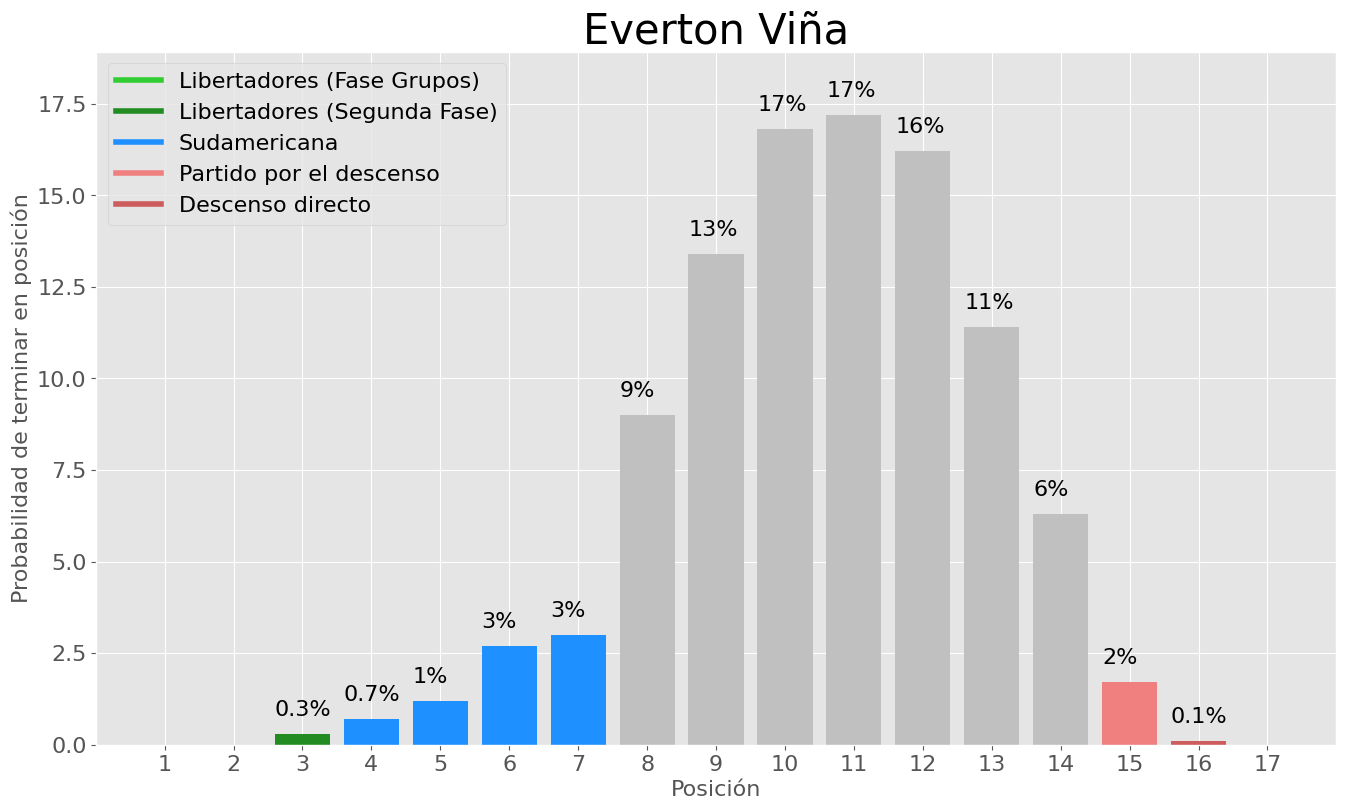 Everton Viña
Libertadores (Fase Grupos)
Libertadores (Segunda Fase)
Sudamericana
Partido por el descenso
Descenso directo
Probabilidad de terminar en posición
17.5
15.0
12.5
10.0
7.5
5.0
2.5
0.0
0.3%
0.7%
1%
3%
3%
9%
13%
17%
17%
16%
11%
6%
2%
0.1%
1 2 3 4 5 6 7 8 9 10 11 12 13 14 15 16 17
Posición